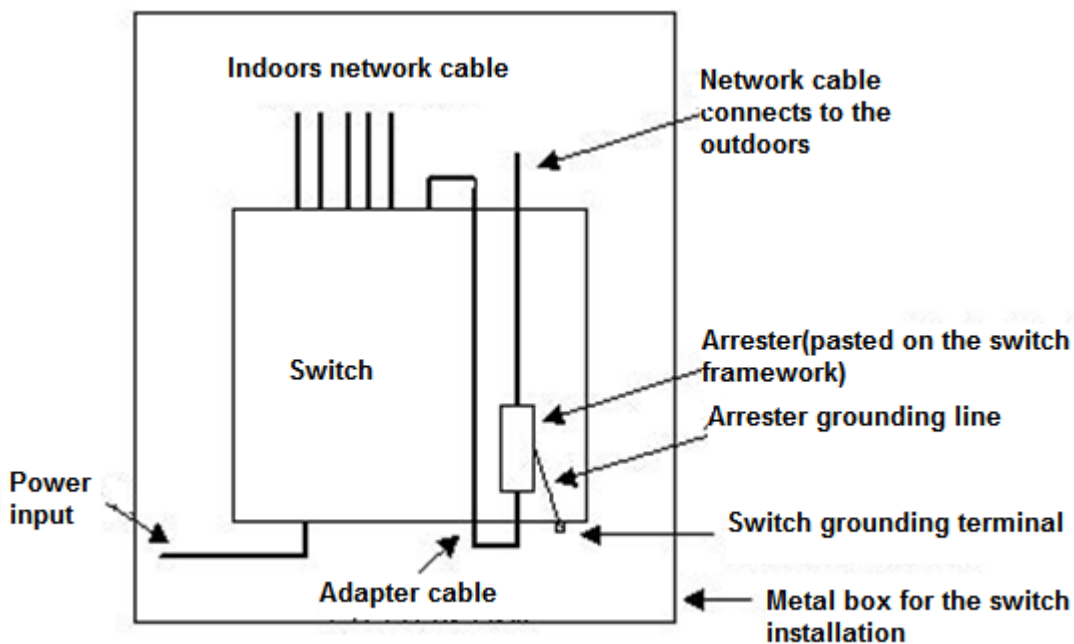 Indoors network cable
Network cable
connects to the
outdoors
Switch
Arrester(pasted on the switch
framework)
Arrester grounding line
Power
input
Switch grounding terminal
Adapter cable
Metal box for the switch
installation